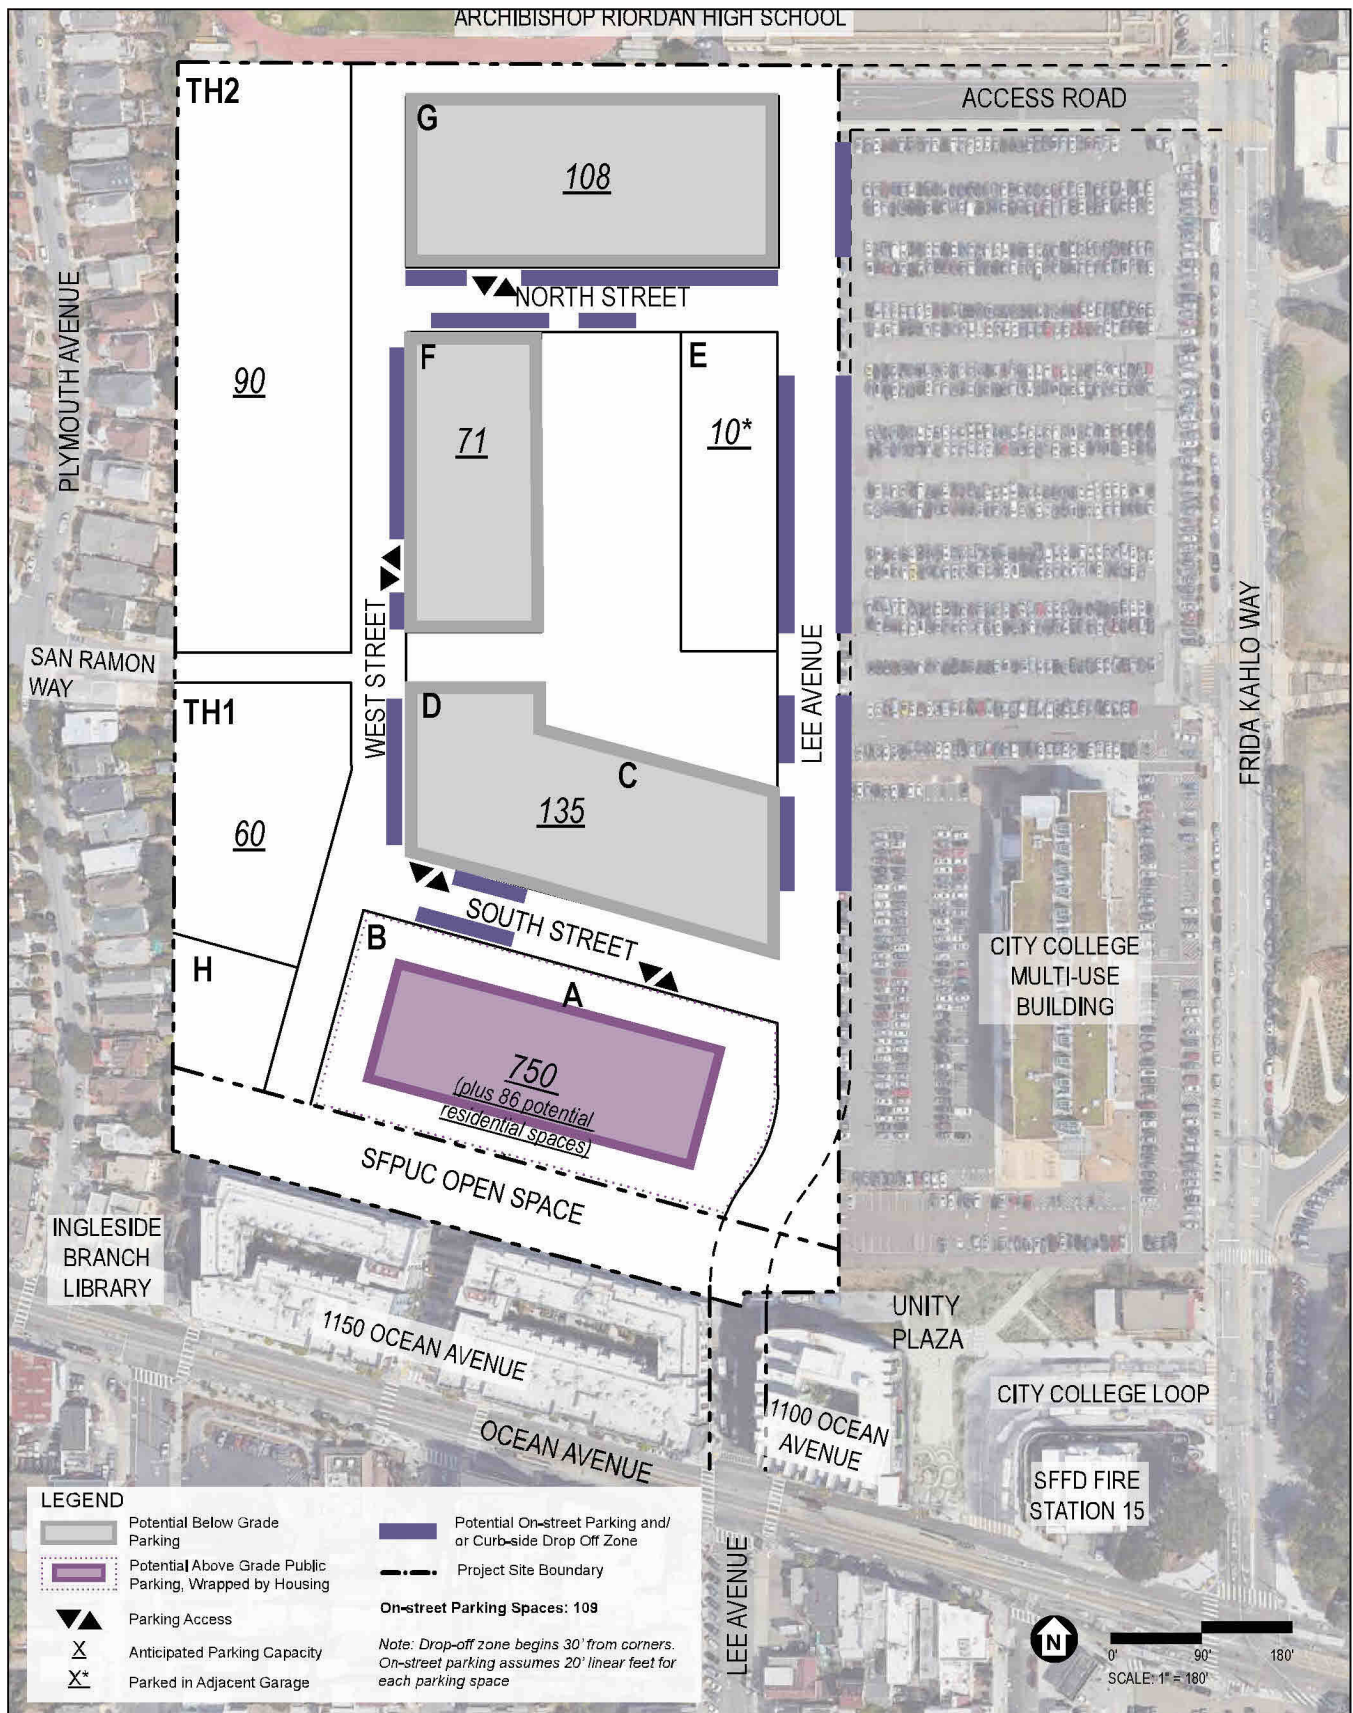 ARCHIBISHOP RIORDAN HIGH SCHOOL
TH2
ACCESS ROAD
G
108
NORTH STREET
PLYMOUTH AVENUE
F
E
90
71
10*
SAN RAMON
WAY
WEST STREET
LEE AVENUE
FRIDA KAHLO WAY
TH1
D
C
60
135
SOUTH STREET
B
H
A
CITY COLLEGE
MULTI-USE
BUILDING
750
(plus 86 potential
residential spaces)
SFPUC OPEN SPACE
INGLESIDE
BRANCH
LIBRARY
1150 OCEAN AVENUE
UNITY
PLAZA
CITY COLLEGE LOOP
1100 OCEAN
AVENUE
OCEAN AVENUE
SFFD FIRE
STATION 15
LEE AVENUE
LEGEND
Potential Below Grade
Parking
Potential Above Grade Public
Parking, Wrapped by Housing
Parking Access
X Anticipated Parking Capacity
X* Parked in Adjacent Garage
Potential On-street Parking and/
or Curb-side Drop Off Zone
Project Site Boundary
On-street Parking Spaces: 109
Note: Drop-off zone begins 30' from corners.
On-street parking assumes 20' linear feet for
each parking space
N
0' 90' 180'
SCALE: 1" = 180'